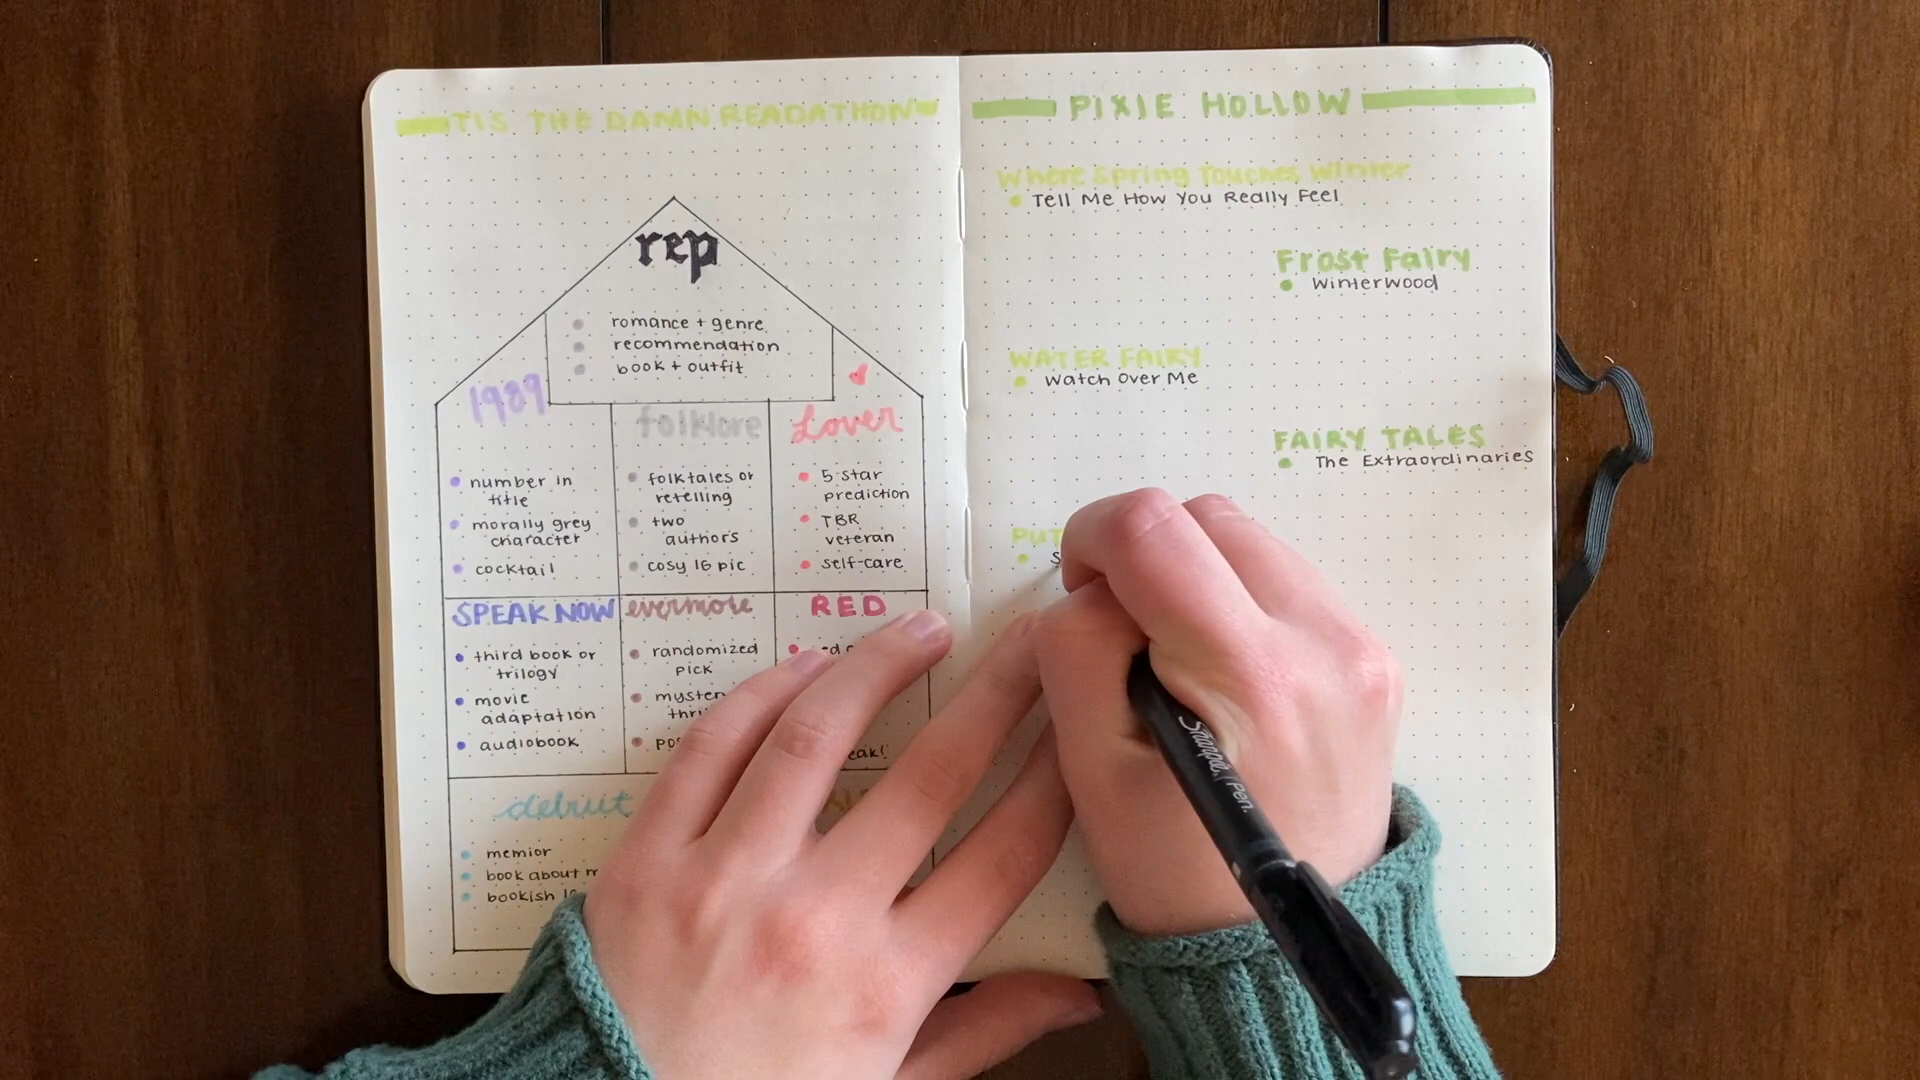 TIS THE DAMN READATHON
rep
romance + genre
recommendation
book + outfit
1989
number in
title
morally grey
character
cocktail
folklore
folktales or
retelling
two
authors
cosy IG pic
Lover
5 star
prediction
TBR
veteran
self-care
SPEAK NOW
third book or
trilogy
movie
adaptation
audiobook
evermore
randomized
pick
RED
debut
memior
book about
bookish
PIXIE HOLLOW
Where Spring Touches Winter
Tell Me How You Really Feel
Frost Fairy
Winterwood
WATER FAIRY
Watch Over Me
FAIRY TALES
The Extraordinaries
Sharpie Pen.